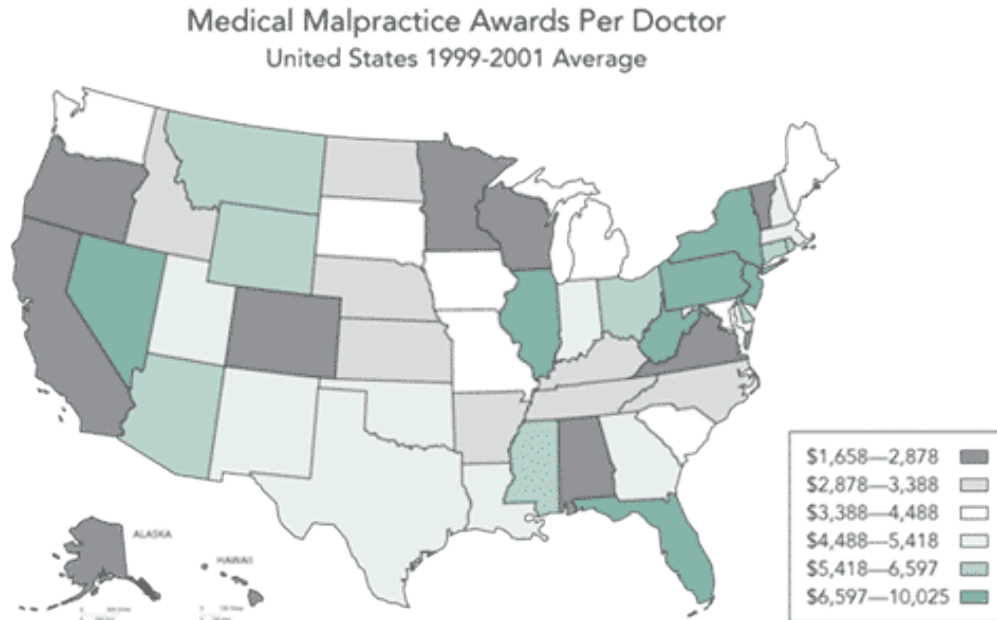 Medical Malpractice Awards Per Doctor
United States 1999-2001 Average
ALASKA
HAWAII
$1,658—2,878
$2,878—3,388
$3,388—4,488
$4,488—5,418
$5,418—6,597
$6,597—10,025